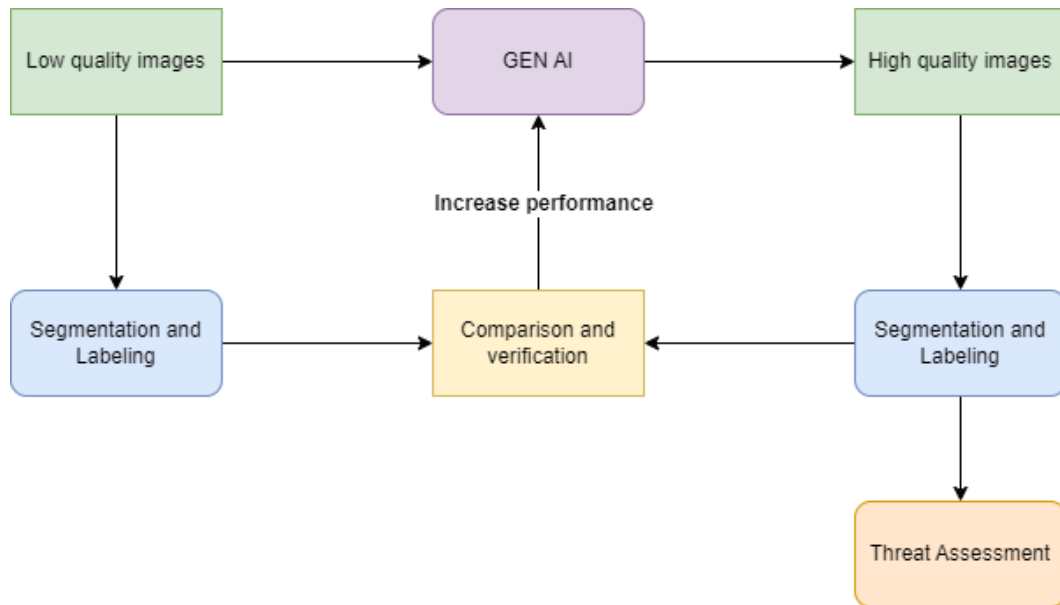 Low quality images
GEN AI
High quality images
Increase performance
Segmentation and
Labeling
Comparison and
verification
Segmentation and
Labeling
Threat Assessment